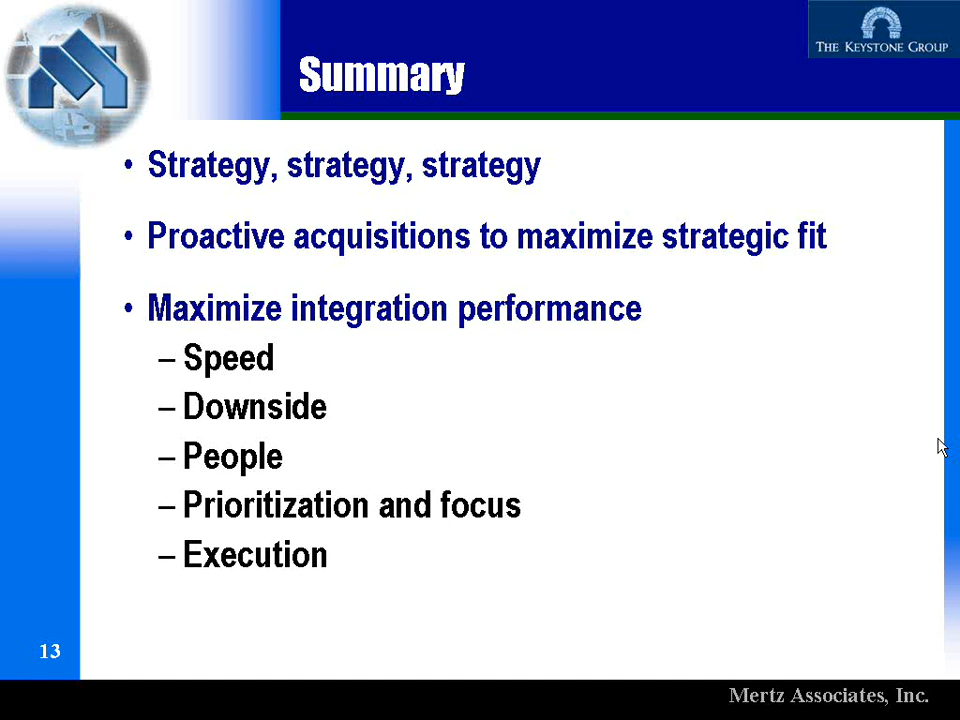 THE KEYSTONE GROUP
Summary
• Strategy, strategy, strategy
• Proactive acquisitions to maximize strategic fit
• Maximize integration performance
– Speed
– Downside
– People
– Prioritization and focus
– Execution
13
Mertz Associates, Inc.